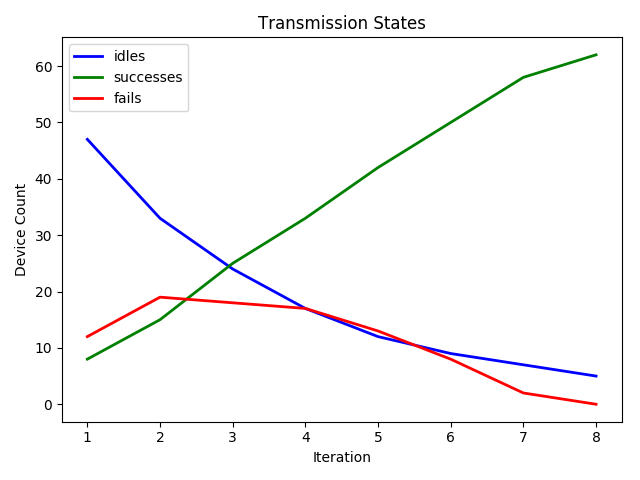 Transmission States
idles
successes
fails
60
50
40
30
20
10
0
Device Count
1 2 3 4 5 6 7 8
Iteration